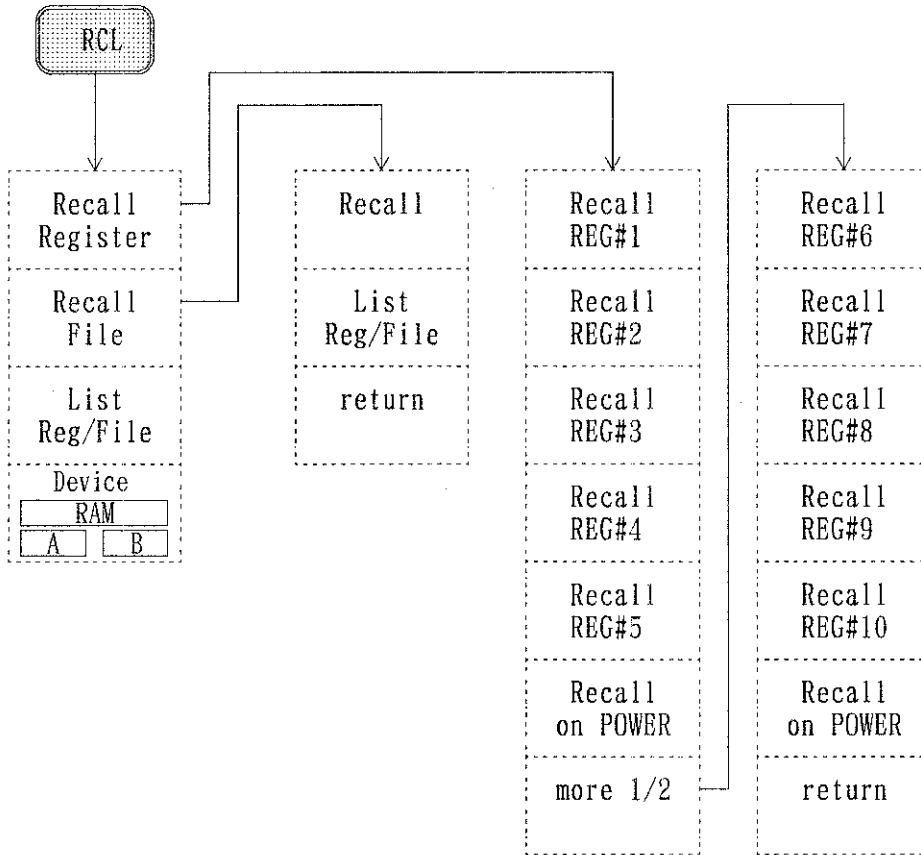 RCL
Recall
Register
Recall
File
List
Reg/File
Device
RAM
A B
Recall
List
Reg/File
return
Recall
REG#1
Recall
REG#2
Recall
REG#3
Recall
REG#4
Recall
REG#5
Recall
on POWER
more 1/2
Recall
REG#6
Recall
REG#7
Recall
REG#8
Recall
REG#9
Recall
REG#10
Recall
on POWER
return